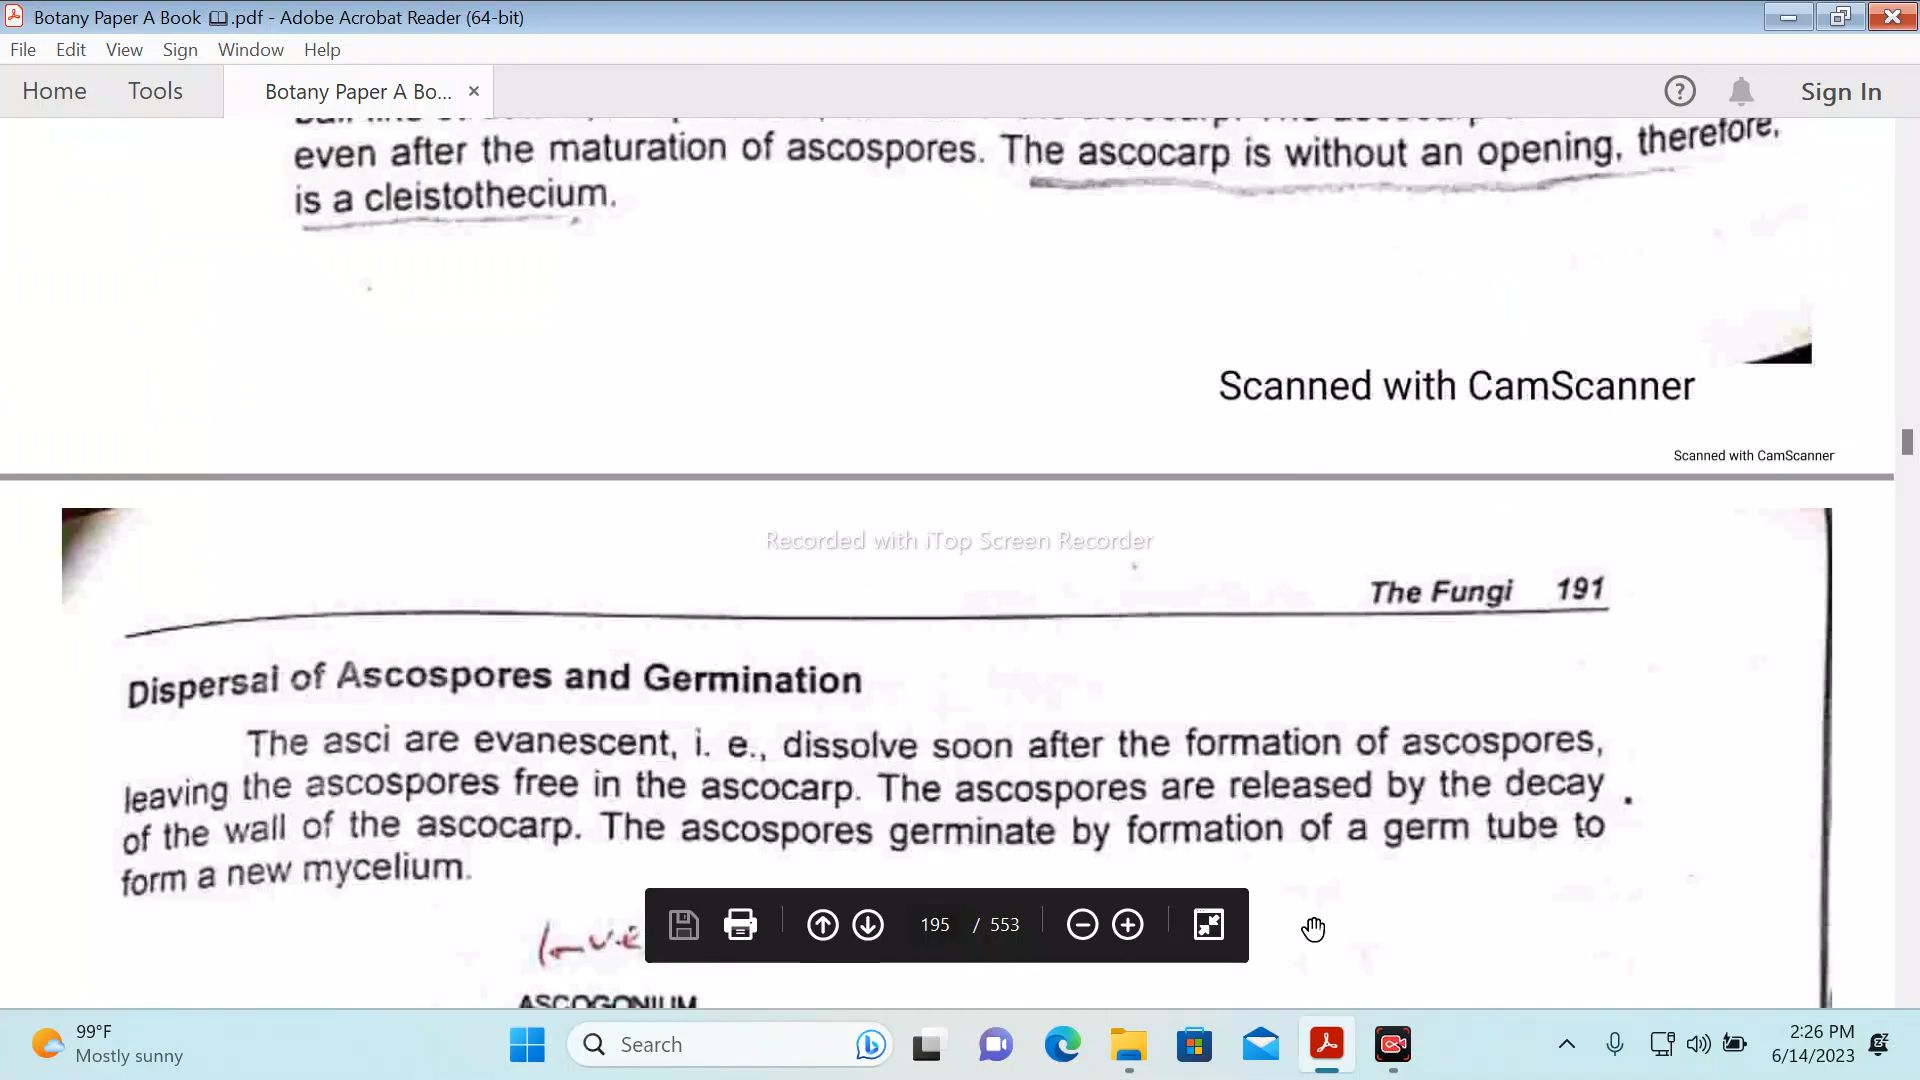 Botany Paper A Book 📖.pdf - Adobe Acrobat Reader (64-bit)
File Edit View Sign Window Help
Home Tools Botany Paper A Bo... × Sign In
even after the maturation of ascospores. The ascocarp is without an opening, therefore,
is a cleistothecium.
Scanned with CamScanner
Scanned with CamScanner
Recorded with iTop Screen Recorder
The Fungi 191
Dispersal of Ascospores and Germination
The asci are evanescent, i. e., dissolve soon after the formation of ascospores,
leaving the ascospores free in the ascocarp. The ascospores are released by the decay
of the wall of the ascocarp. The ascospores germinate by formation of a germ tube to
form a new mycelium.
195 / 553
ASCOGONIUM
99°F
Mostly sunny
Search
2:26 PM
6/14/2023